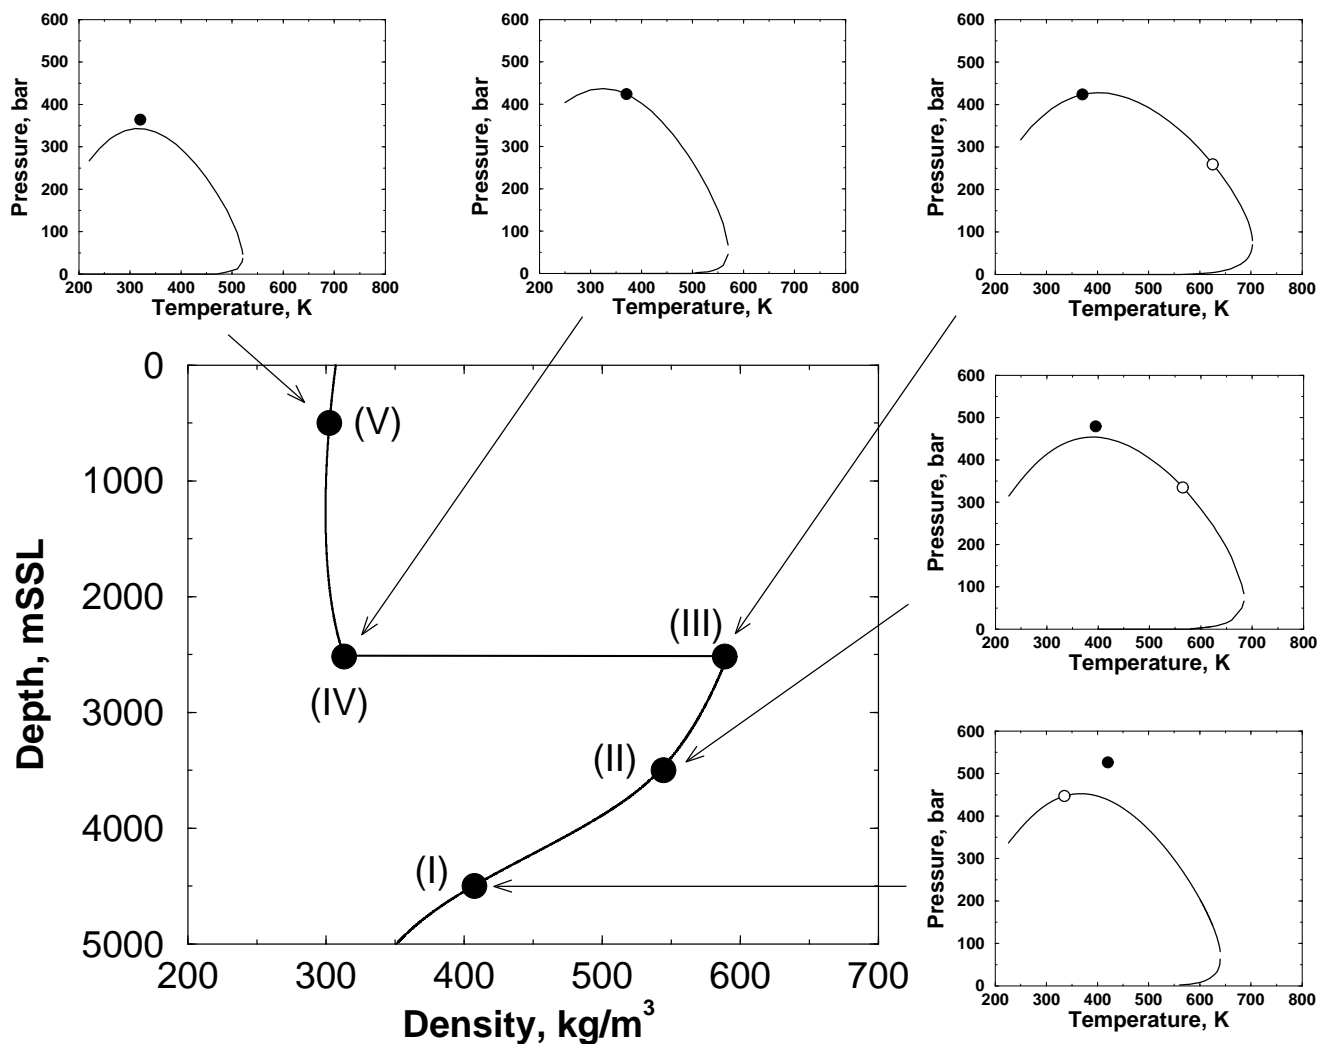 600
500
400
300
200
100
0
Pressure, bar
200 300 400 500 600 700 800
Temperature, K
600
500
400
300
200
100
0
Pressure, bar
200 300 400 500 600 700 800
Temperature, K
600
500
400
300
200
100
0
Pressure, bar
200 300 400 500 600 700 800
Temperature, K
0
1000
2000
3000
4000
5000
Depth, mSSL
(V)
(III)
(IV)
(II)
(I)
200 300 400 500 600 700
Density, kg/m³
600
500
400
300
200
100
0
Pressure, bar
200 300 400 500 600 700 800
Temperature, K
600
500
400
300
200
100
0
Pressure, bar
200 300 400 500 600 700 800
Temperature, K